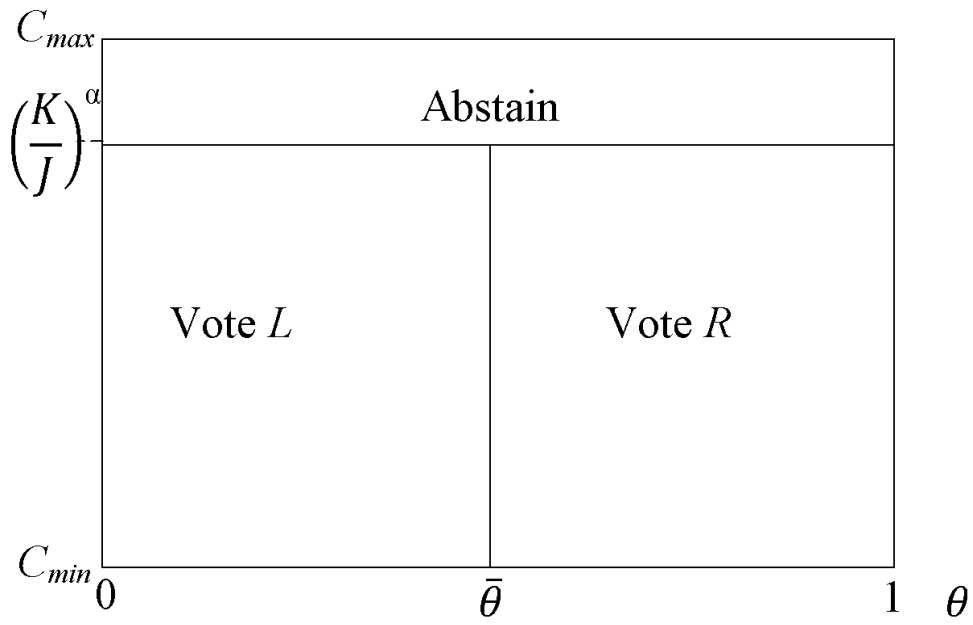 C_max
(K/J)^α
Abstain
Vote L
Vote R
C_min
0
θ̄
1
θ